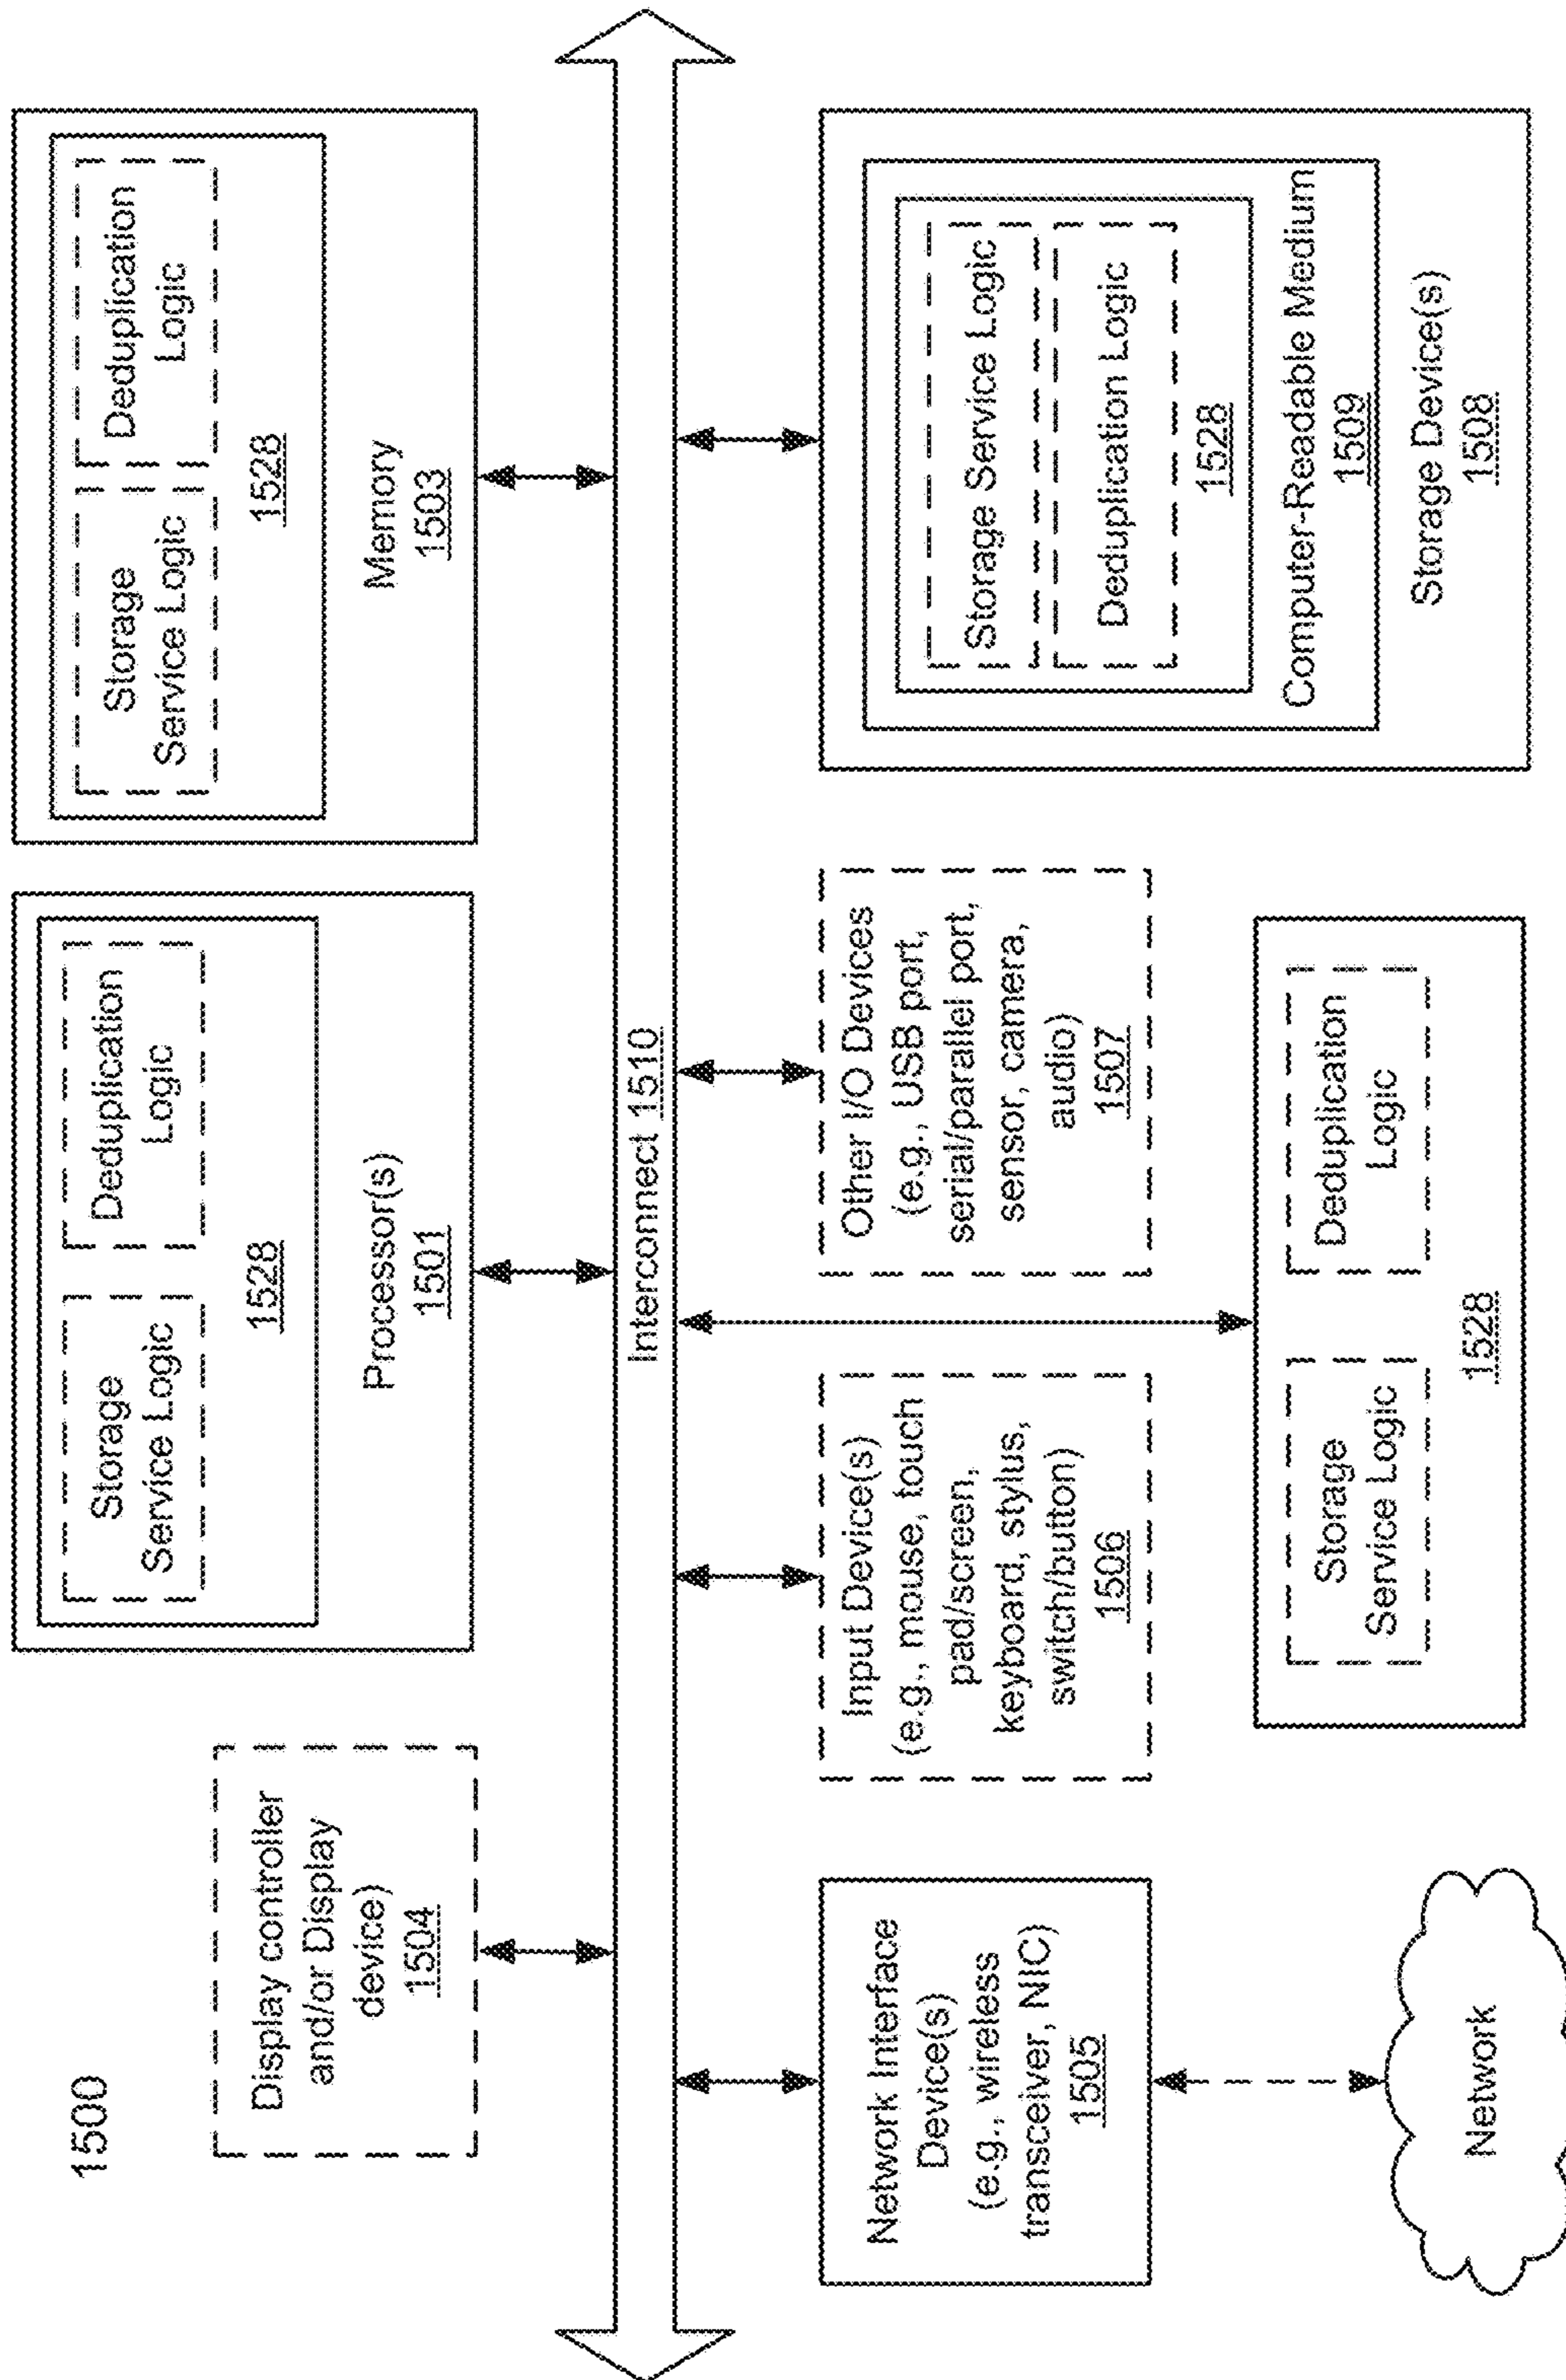 1500
Display controller
and/or Display
device)
1504
Storage
Service Logic
Deduplication
Logic
1528
Processor(s)
1501
Storage
Service Logic
Deduplication
Logic
1528
Memory
1503
Interconnect 1510
Network Interface
Device(s)
(e.g., wireless
transceiver, NIC)
1505
Input Device(s)
(e.g., mouse, touch
pad/screen,
keyboard, stylus,
switch/button)
1506
Other I/O Devices
(e.g., USB port,
serial/parallel port,
sensor, camera,
audio)
1507
Storage Service Logic
Deduplication Logic
1528
Computer-Readable Medium
1509
Storage Device(s)
1508
Network
Storage
Service Logic
Deduplication
Logic
1528